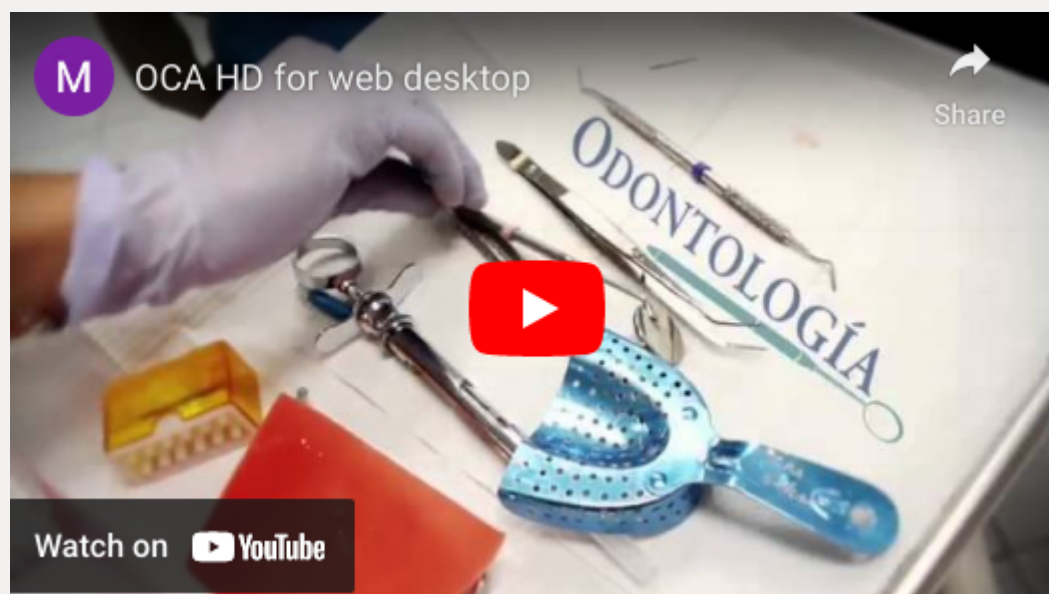 M
OCA HD for web desktop
Share
ODONTOLOGÍA
Watch on YouTube